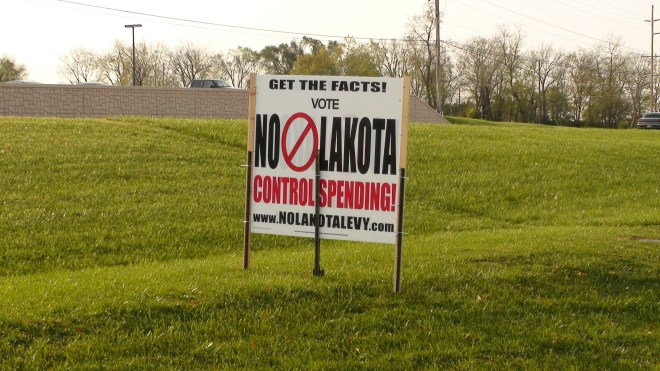 GET THE FACTS!
VOTE
NO LAKOTA
CONTROL SPENDING!
www.NOLAKOTALEVY.com